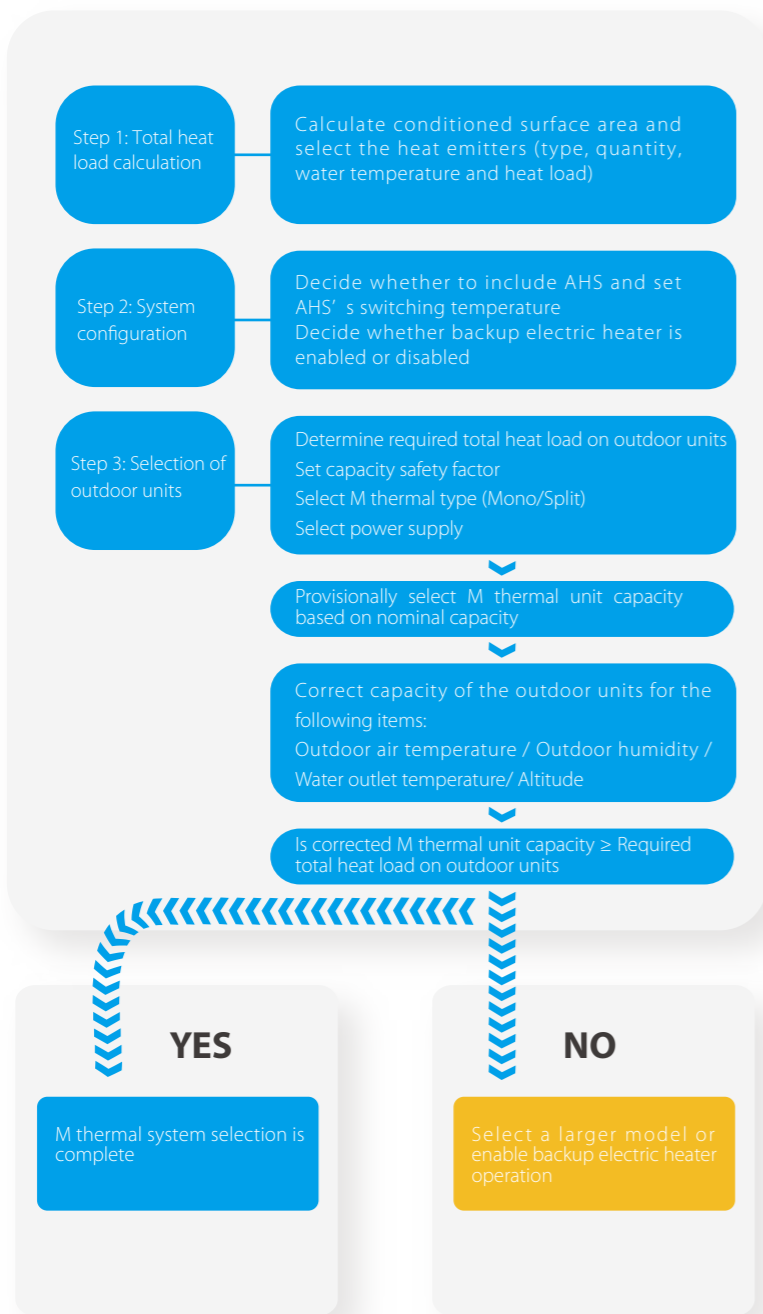 Step 1: Total heat
load calculation
Calculate conditioned surface area and
select the heat emitters (type, quantity,
water temperature and heat load)
Step 2: System
configuration
Decide whether to include AHS and set
AHS’ s switching temperature
Decide whether backup electric heater is
enabled or disabled
Step 3: Selection of
outdoor units
Determine required total heat load on outdoor units
Set capacity safety factor
Select M thermal type (Mono/Split)
Select power supply
Provisionally select M thermal unit capacity
based on nominal capacity
Correct capacity of the outdoor units for the
following items:
Outdoor air temperature / Outdoor humidity /
Water outlet temperature/ Altitude
Is corrected M thermal unit capacity ≥ Required
total heat load on outdoor units
YES
M thermal system selection is
complete
NO
Select a larger model or
enable backup electric heater
operation